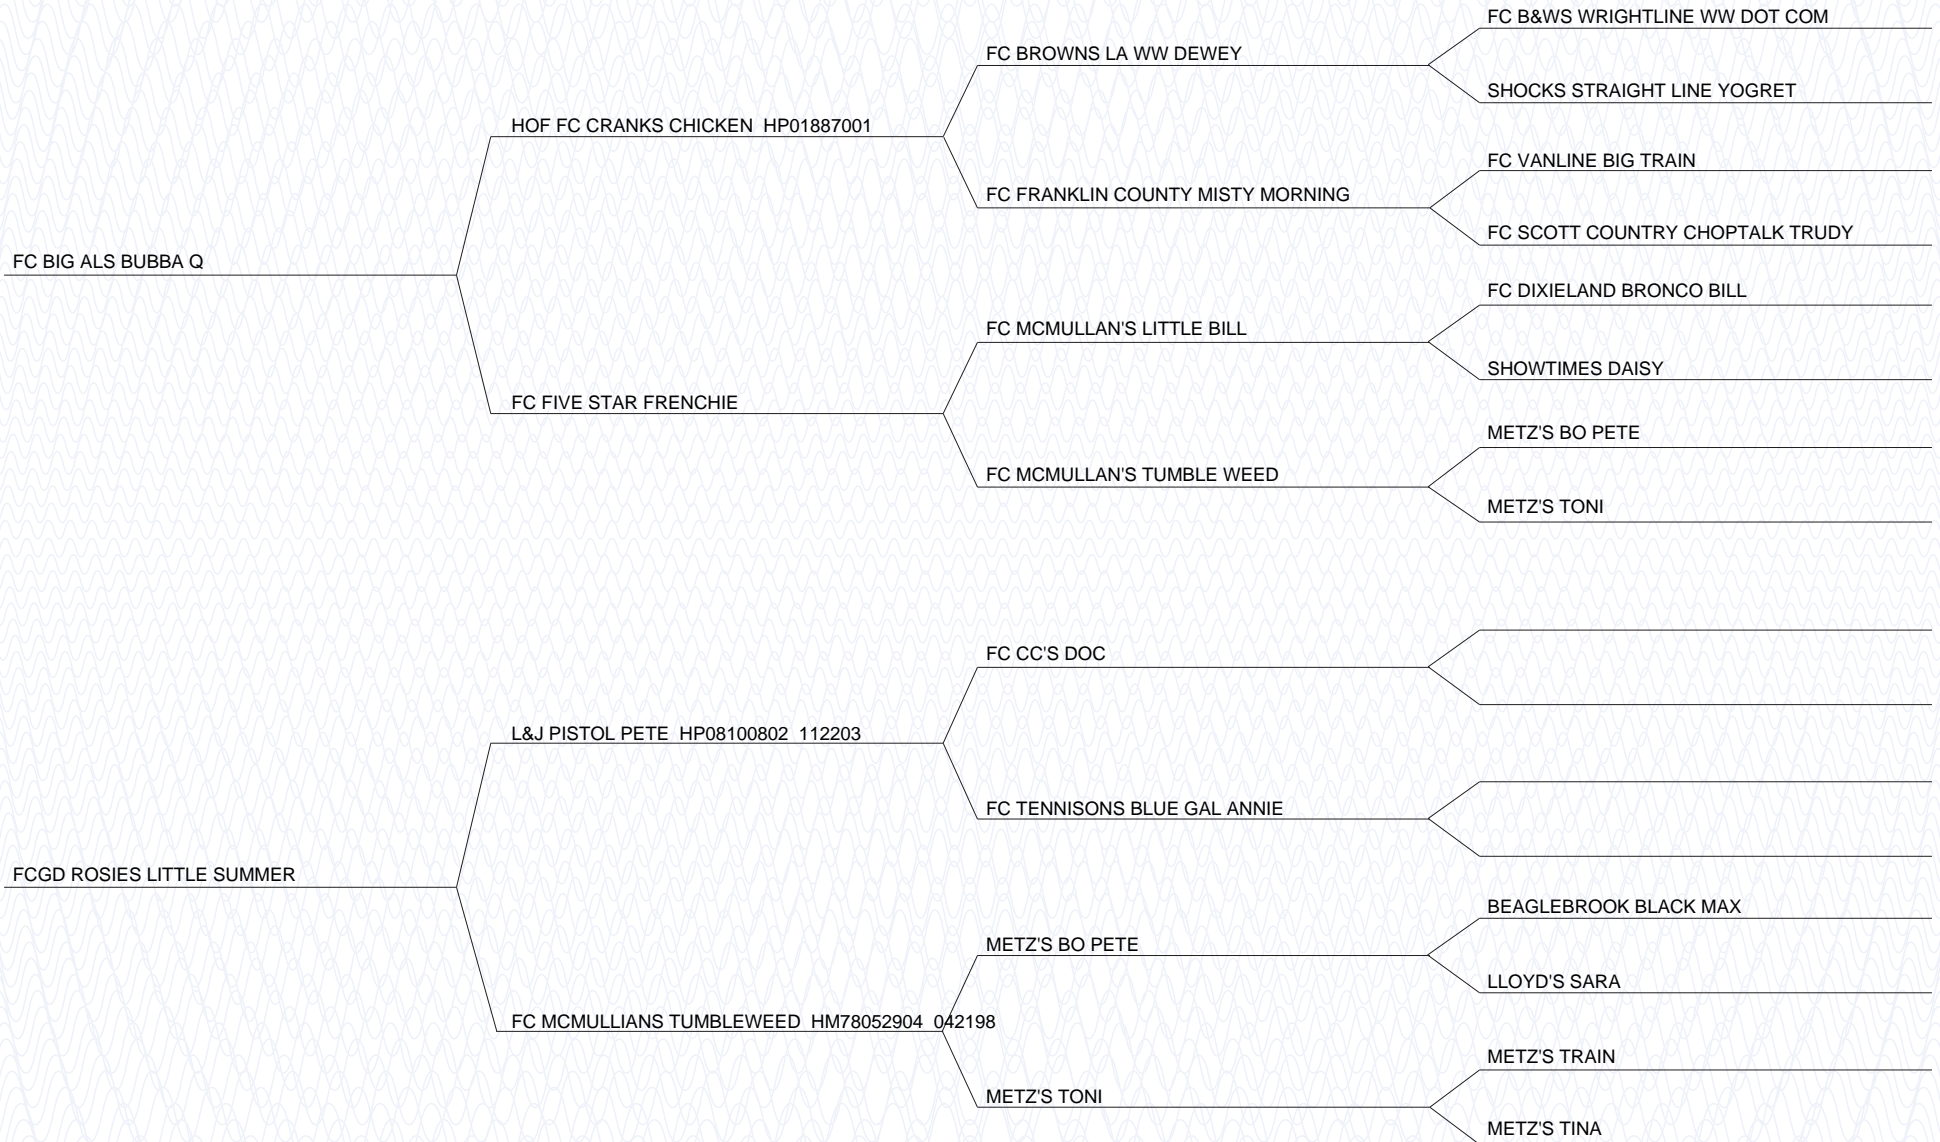 FC BIG ALS BUBBA Q
HOF FC CRANKS CHICKEN HP01887001
FC BROWNS LA WW DEWEY
FC B&WS WRIGHTLINE WW DOT COM
SHOCKS STRAIGHT LINE YOGRET
FC FRANKLIN COUNTY MISTY MORNING
FC VANLINE BIG TRAIN
FC SCOTT COUNTRY CHOPTALK TRUDY
FC FIVE STAR FRENCHIE
FC MCMULLAN'S LITTLE BILL
FC DIXIELAND BRONCO BILL
SHOWTIMES DAISY
FC MCMULLAN'S TUMBLE WEED
METZ'S BO PETE
METZ'S TONI
FCGD ROSIES LITTLE SUMMER
L&J PISTOL PETE HP08100802 112203
FC CC'S DOC
FC TENNISONS BLUE GAL ANNIE
FC MCMULLIANS TUMBLEWEED HM78052904 042198
METZ'S BO PETE
BEAGLEBROOK BLACK MAX
LLOYD'S SARA
METZ'S TONI
METZ'S TRAIN
METZ'S TINA